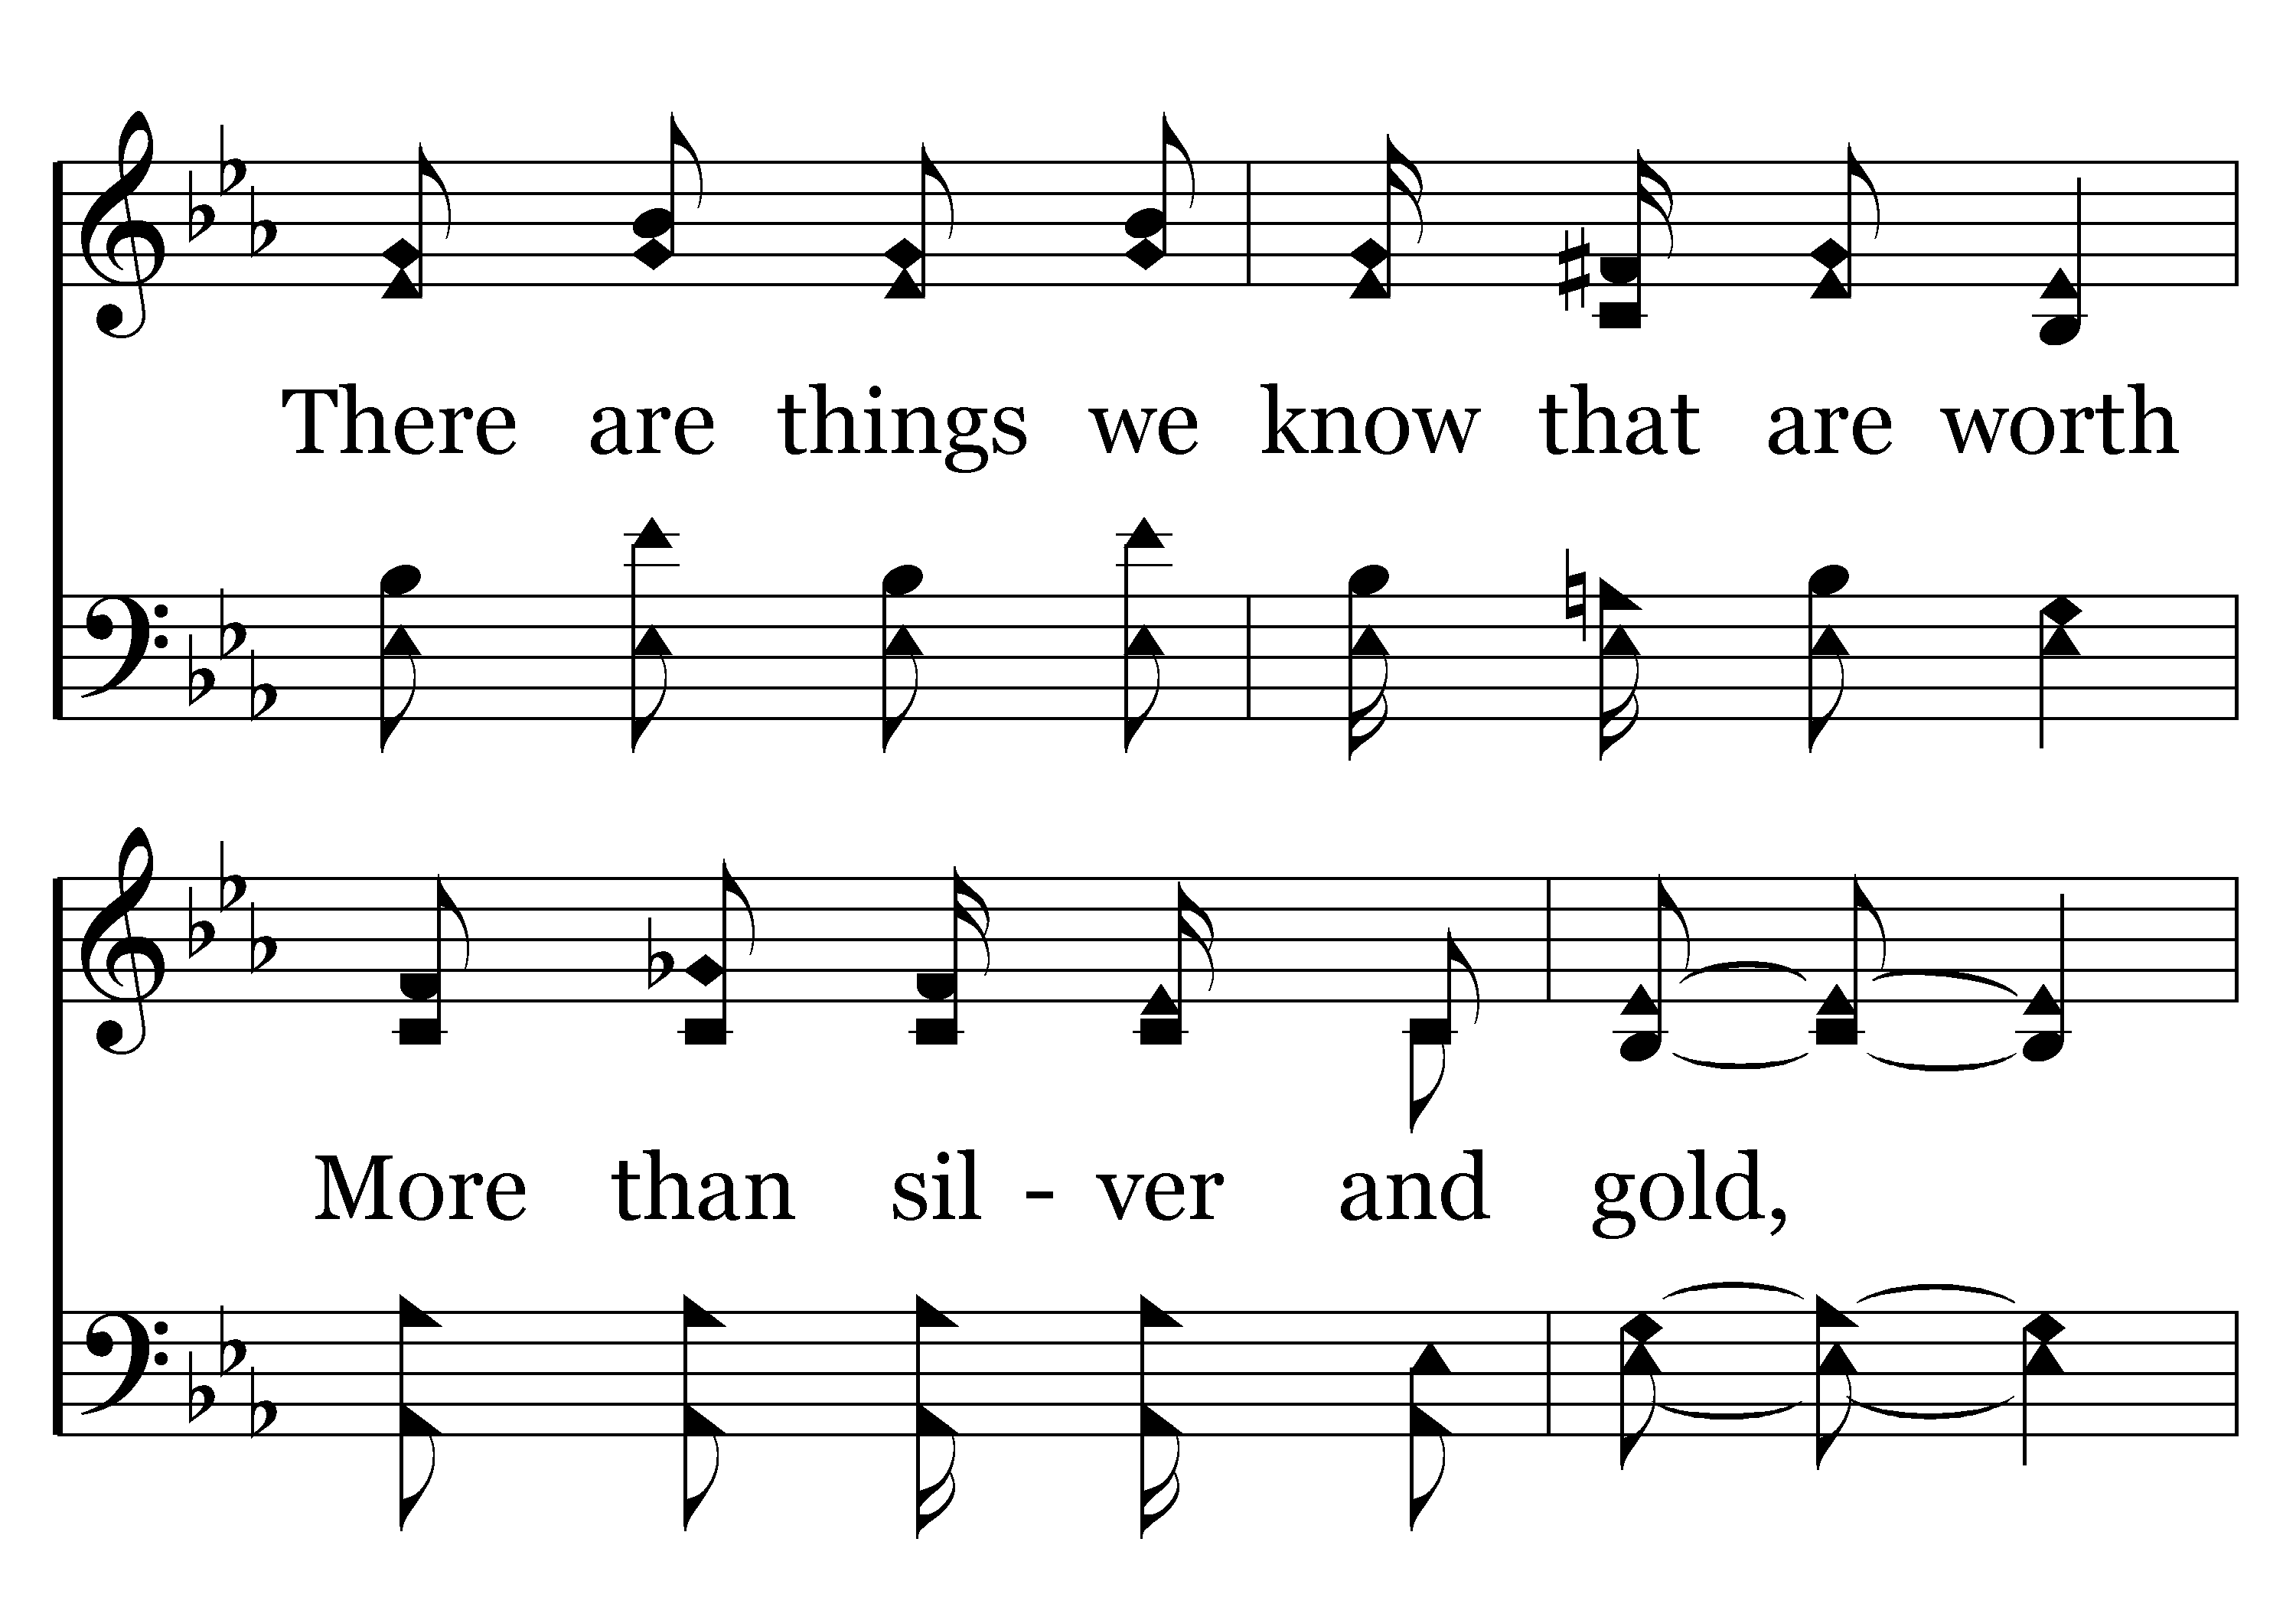 There are things we know that are worth
More than sil - ver and gold,